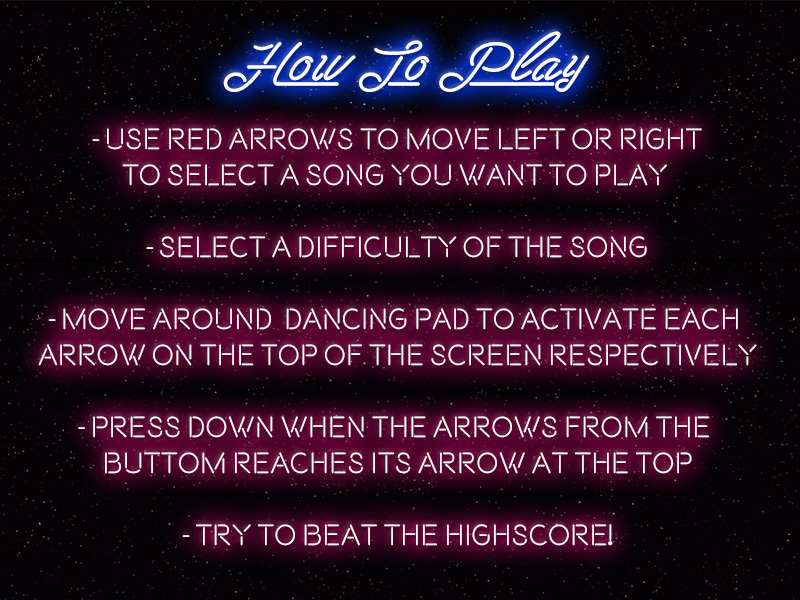 How To Play
- USE RED ARROWS TO MOVE LEFT OR RIGHT
TO SELECT A SONG YOU WANT TO PLAY
- SELECT A DIFFICULTY OF THE SONG
- MOVE AROUND DANCING PAD TO ACTIVATE EACH
ARROW ON THE TOP OF THE SCREEN RESPECTIVELY
- PRESS DOWN WHEN THE ARROWS FROM THE
BUTTOM REACHES ITS ARROW AT THE TOP
- TRY TO BEAT THE HIGHSCORE!